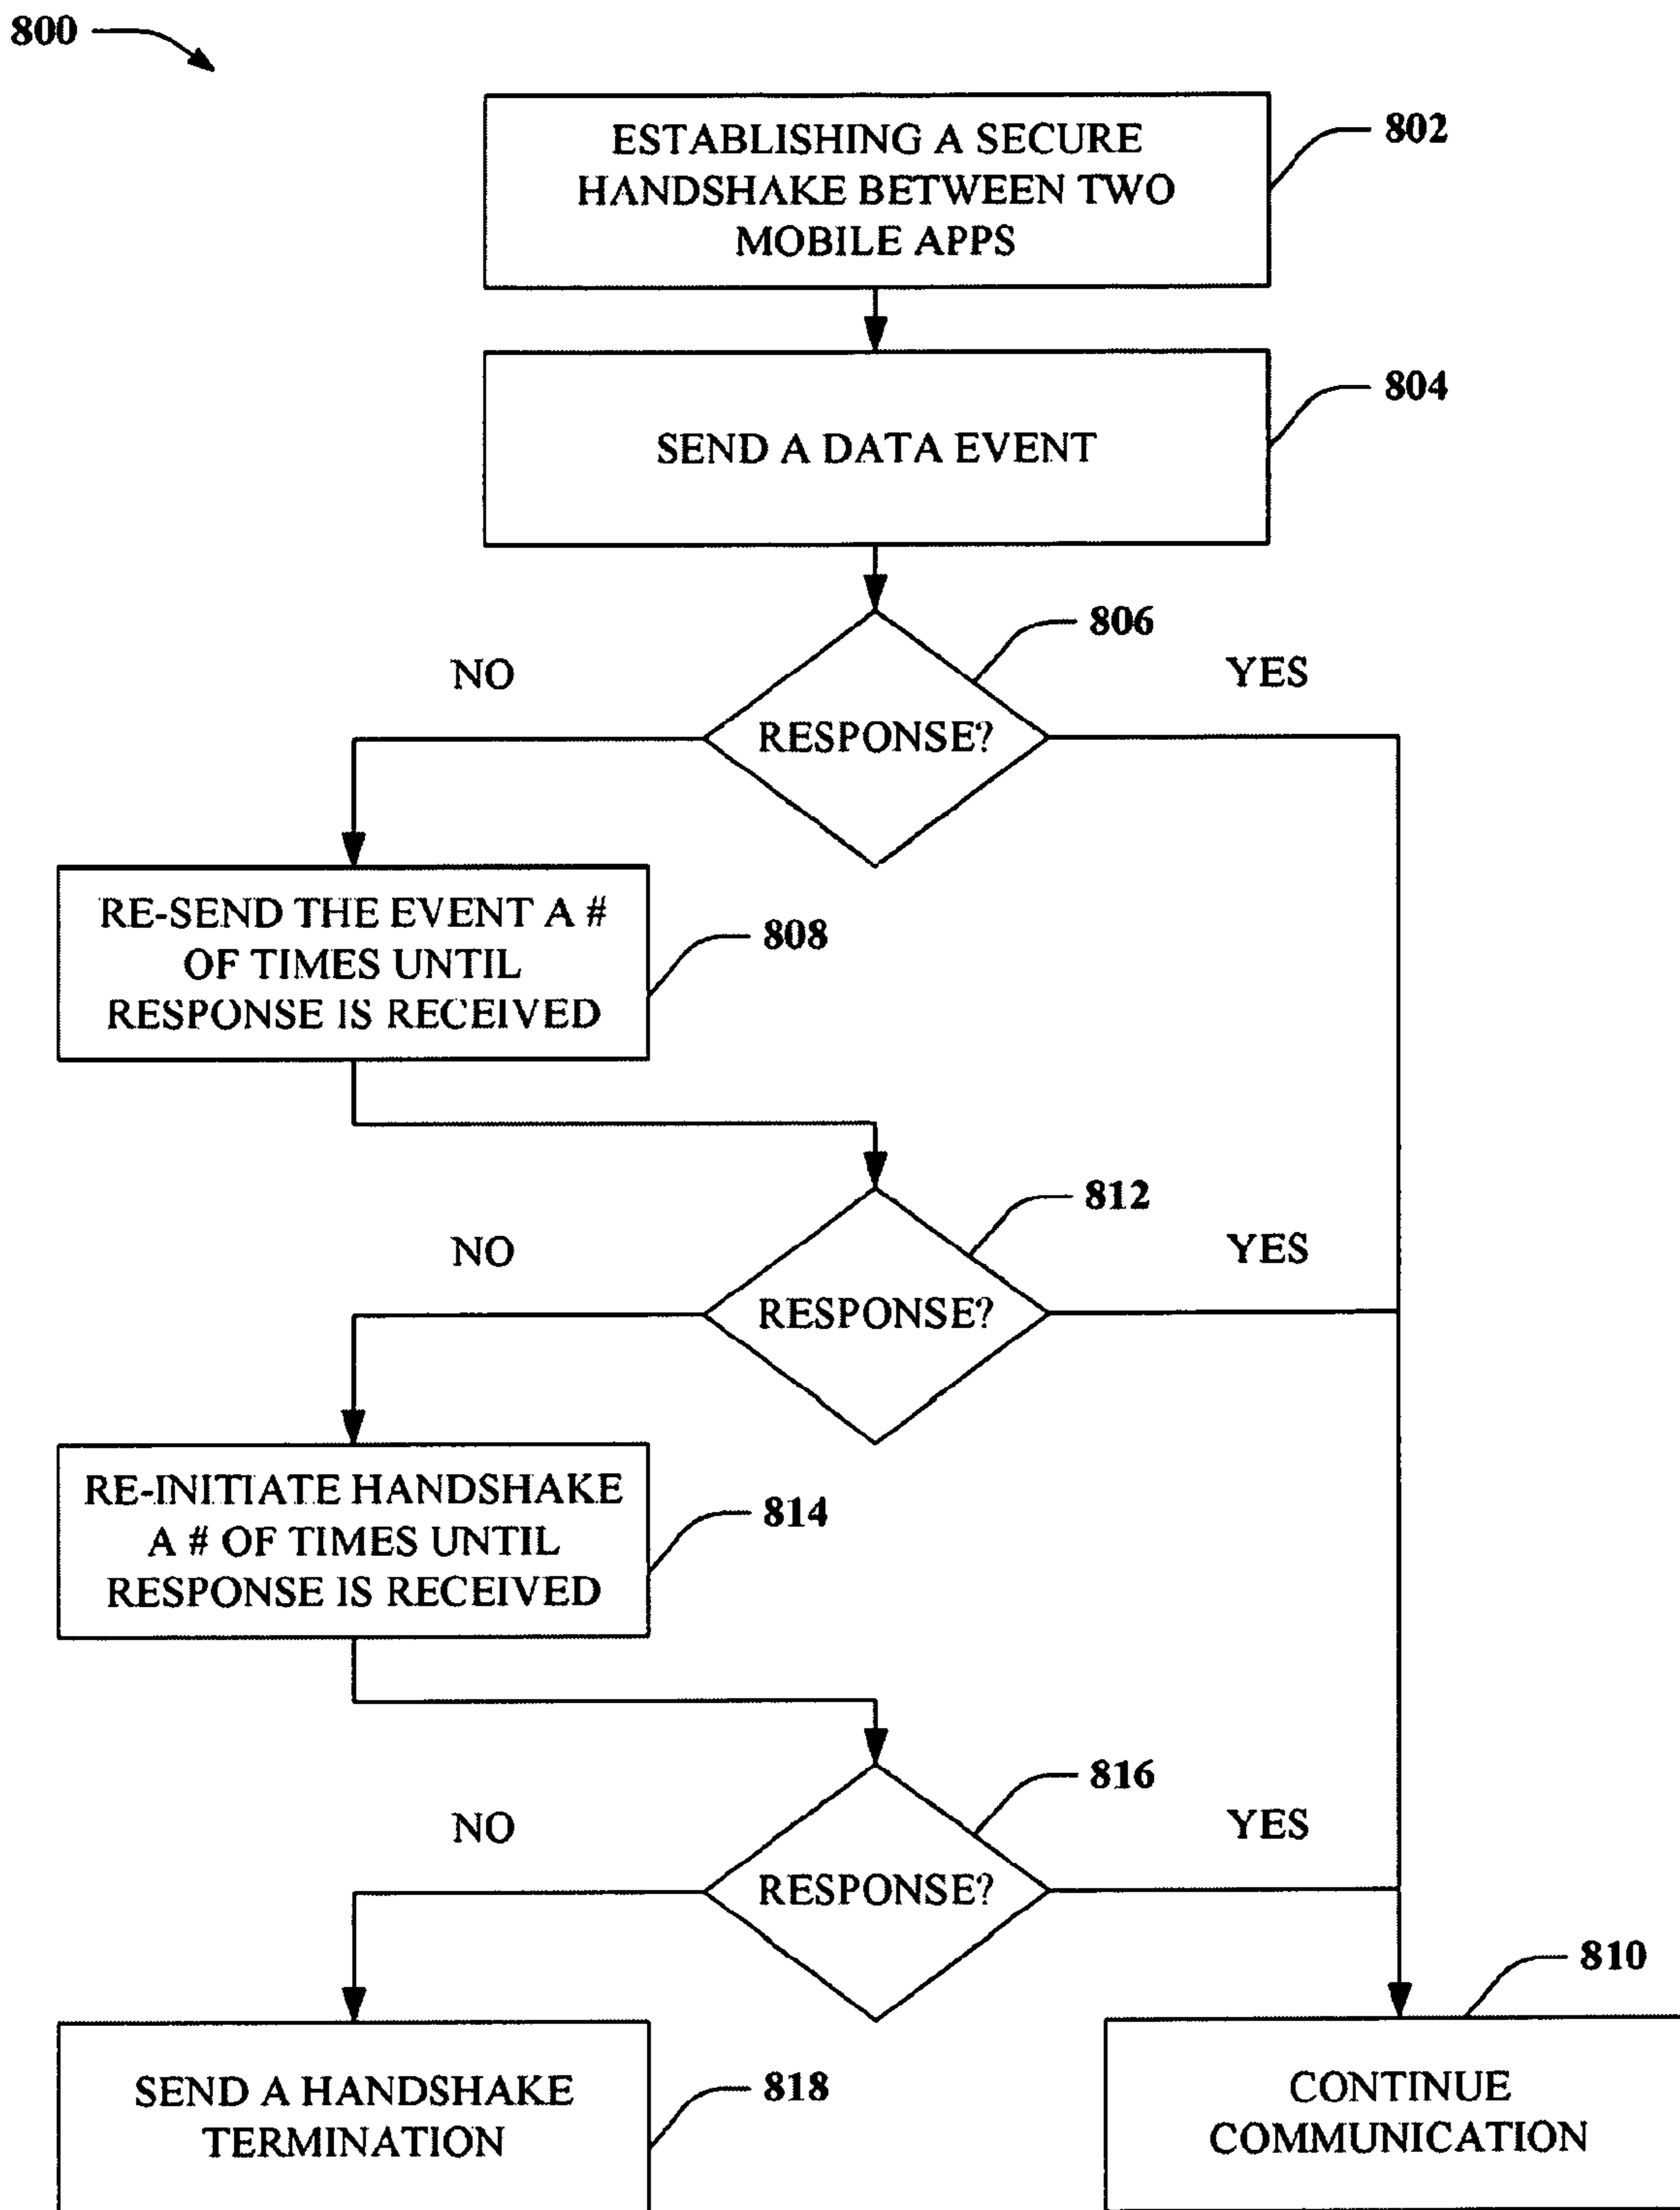 800
ESTABLISHING A SECURE
HANDSHAKE BETWEEN TWO
MOBILE APPS
802
SEND A DATA EVENT
804
806
NO
YES
RESPONSE?
RE-SEND THE EVENT A #
OF TIMES UNTIL
RESPONSE IS RECEIVED
808
812
NO
YES
RESPONSE?
RE-INITIATE HANDSHAKE
A # OF TIMES UNTIL
RESPONSE IS RECEIVED
814
816
NO
YES
RESPONSE?
810
SEND A HANDSHAKE
TERMINATION
818
CONTINUE
COMMUNICATION